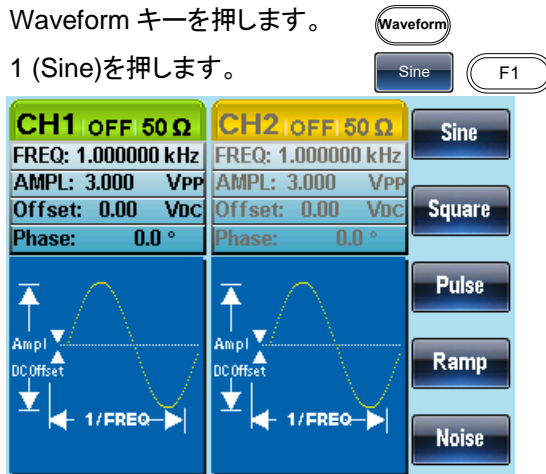 Waveform キーを押します。 Waveform
1 (Sine)を押します。 Sine F1
CH1 OFF 50 Ω CH2 OFF 50 Ω Sine
FREQ: 1.000000 kHz FREQ: 1.000000 kHz
AMPL: 3.000 VPP AMPL: 3.000 VPP
Offset: 0.00 VDC Offset: 0.00 VDC Square
Phase: 0.0 ° Phase: 0.0 °
Pulse
Ampl Ampl
DC Offset DC Offset Ramp
1/FREQ 1/FREQ
Noise